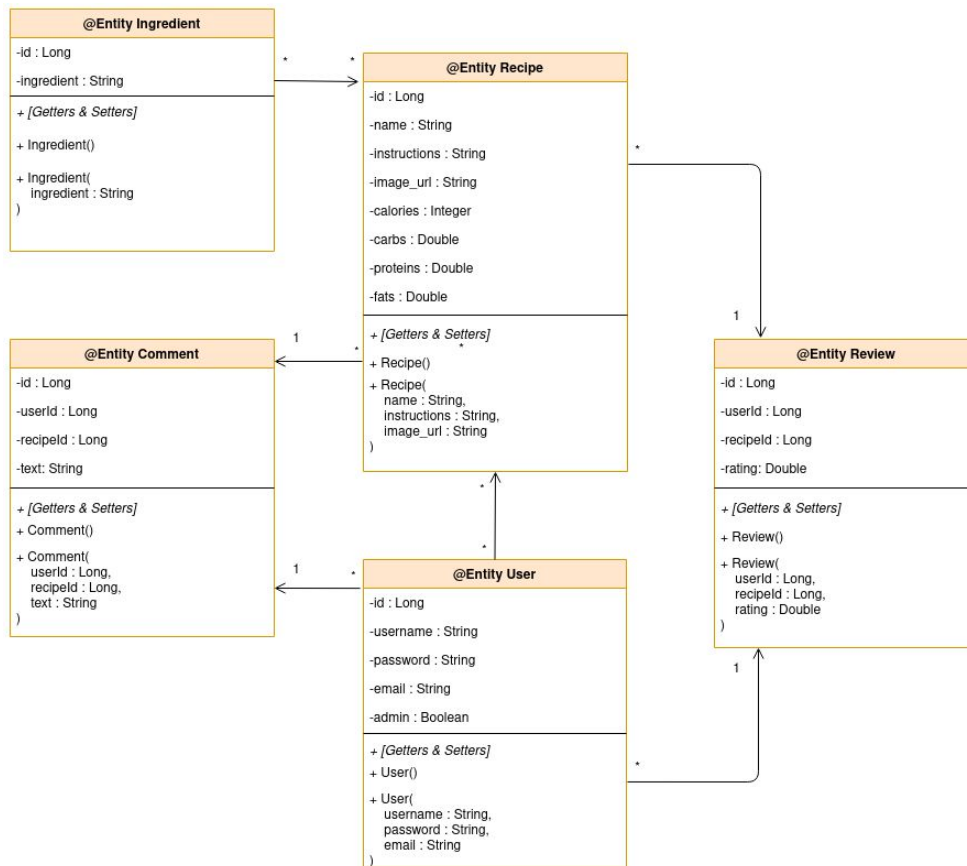 @Entity Ingredient
-id : Long
-ingredient : String
+ [Getters & Setters]
+ Ingredient()
+ Ingredient(
ingredient : String
)
*
*
@Entity Recipe
-id : Long
-name : String
-instructions : String
-image_url : String
-calories : Integer
-carbs : Double
-proteins : Double
-fats : Double
+ [Getters & Setters]
*
+ Recipe()
+ Recipe(
name : String,
instructions : String,
image_url : String
)
*
1
1
*
@Entity Comment
-id : Long
-userId : Long
-recipeId : Long
-text: String
+ [Getters & Setters]
+ Comment()
+ Comment(
userId : Long,
recipeId : Long,
text : String
)
@Entity Review
-id : Long
-userId : Long
-recipeId : Long
-rating: Double
+ [Getters & Setters]
+ Review()
+ Review(
userId : Long,
recipeId : Long,
rating : Double
)
*
*
1
*
@Entity User
-id : Long
-username : String
-password : String
-email : String
-admin : Boolean
+ [Getters & Setters]
+ User()
+ User(
username : String,
password : String,
email : String
)
*
1